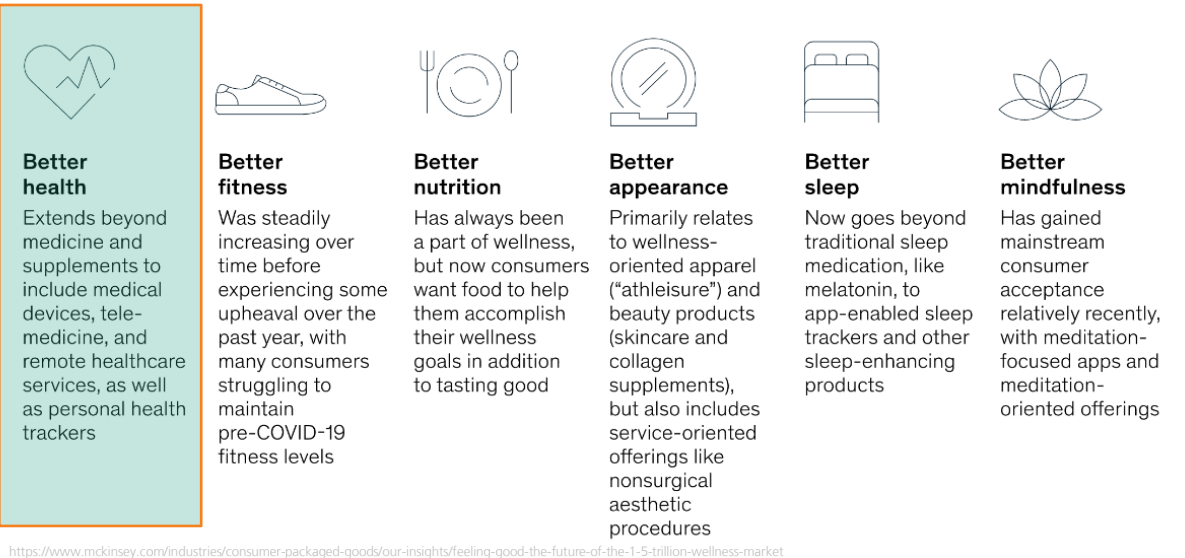 Better
health
Extends beyond
medicine and
supplements to
include medical
devices, tele-
medicine, and
remote healthcare
services, as well
as personal health
trackers
Better
fitness
Was steadily
increasing over
time before
experiencing some
upheaval over the
past year, with
many consumers
struggling to
maintain
pre-COVID-19
fitness levels
Better
nutrition
Has always been
a part of wellness,
but now consumers
want food to help
them accomplish
their wellness
goals in addition
to tasting good
Better
appearance
Primarily relates
to wellness-
oriented apparel
(“athleisure”) and
beauty products
(skincare and
collagen
supplements),
but also includes
service-oriented
offerings like
nonsurgical
aesthetic
procedures
Better
sleep
Now goes beyond
traditional sleep
medication, like
melatonin, to
app-enabled sleep
trackers and other
sleep-enhancing
products
Better
mindfulness
Has gained
mainstream
consumer
acceptance
relatively recently,
with meditation-
focused apps and
meditation-
oriented offerings
https://www.mckinsey.com/industries/consumer-packaged-goods/our-insights/feeling-good-the-future-of-the-1-5-trillion-wellness-market